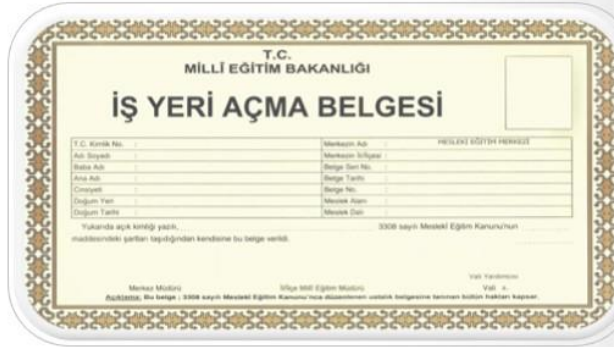 T.C.
MİLLÎ EĞİTİM BAKANLIĞI
İŞ YERİ AÇMA BELGESİ
T.C. Kimlik No. : Merkezin Adı : MESLEKİ EĞİTİM MERKEZİ
Adı Soyadı : Merkezin İl/İlçesi :
Baba Adı : Belge Seri No. :
Ana Adı : Belge Tarihi :
Cinsiyeti : Belge No. :
Doğum Yeri : Meslek Alanı :
Doğum Tarihi : Meslek Dalı :
Yukarıda açık kimliği yazılı, 3308 sayılı Meslekî Eğitim Kanunu'nun
maddesindeki şartları taşıdığından kendisine bu belge verildi.
Vali Yardımcısı
Merkez Müdürü İl/İlçe Millî Eğitim Müdürü Vali
Açıklama: Bu belge ; 3308 sayılı Meslekî Eğitim Kanunu'nca düzenlenen ustalık belgesine tanınan bütün hakları kapsar.